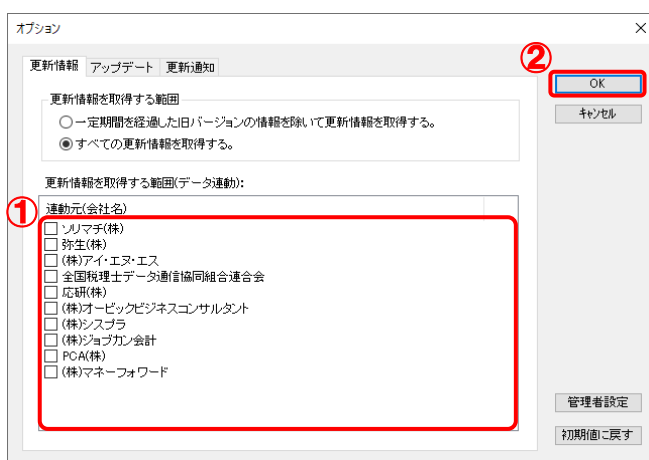 オプション
②
更新情報 アップデート 更新通知
OK
更新情報を取得する範囲
キャンセル
一定期間を経過した旧バージョンの情報を除いて更新情報を取得する。
すべての更新情報を取得する。
更新情報を取得する範囲(データ連動):
①
連動元(会社名)
ソリマチ(株)
弥生(株)
(株)アイ・エヌ・エス
全国税理士データ通信協同組合連合会
応研(株)
(株)オービックビジネスコンサルタント
(株)シスプラ
(株)ジョブカン会計
PCA(株)
(株)マネーフォワード
管理者設定
初期値に戻す